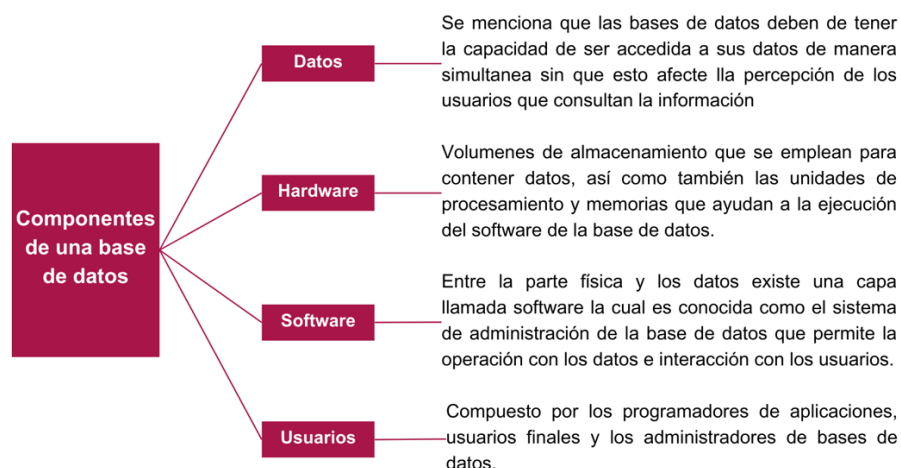 Componentes
de una base
de datos
Datos
Se menciona que las bases de datos deben de tener
la capacidad de ser accedida a sus datos de manera
simultanea sin que esto afecte lla percepción de los
usuarios que consultan la información
Hardware
Volumenes de almacenamiento que se emplean para
contener datos, así como también las unidades de
procesamiento y memorias que ayudan a la ejecución
del software de la base de datos.
Software
Entre la parte física y los datos existe una capa
llamada software la cual es conocida como el sistema
de administración de la base de datos que permite la
operación con los datos e interacción con los usuarios.
Usuarios
Compuesto por los programadores de aplicaciones,
usuarios finales y los administradores de bases de
datos.